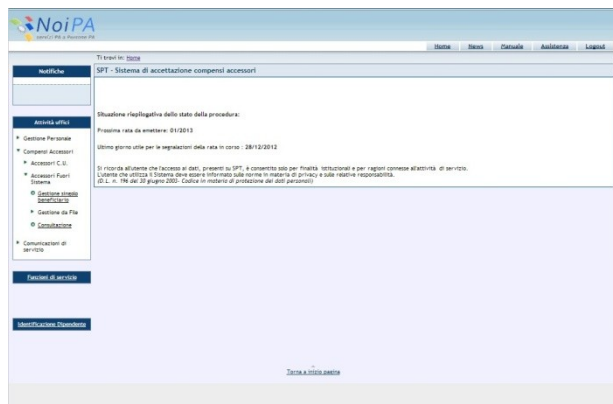 NoiPA
servizi PA a Persone PA
Home News Manuale Assistenza Logout
Ti trovi in: Home
Notifiche
SPT - Sistema di accettazione compensi accessori
Situazione riepilogativa dello stato della procedura:
Prossima rata da emettere: 01/2013
Ultimo giorno utile per le segnalazioni della rata in corso : 28/12/2012
Si ricorda all'utente che l'accesso ai dati, presenti su SPT, è consentito solo per finalità istituzionali e per ragioni connesse all'attività di servizio.
L'utente che utilizza il Sistema deve essere informato sulle norme in materia di privacy e sulle relative responsabilità.
(D.L. n. 196 del 30 giugno 2003- Codice in materia di protezione dei dati personali)
Attività uffici
Gestione Personale
Compensi Accessori
Accessori C.U.
Accessori Fuori
Sistema
Gestione singolo
beneficiario
Gestione da File
Consultazione
Comunicazioni di
servizio
Funzioni di servizio
Identificazione Dipendente
Torna a inizio pagina